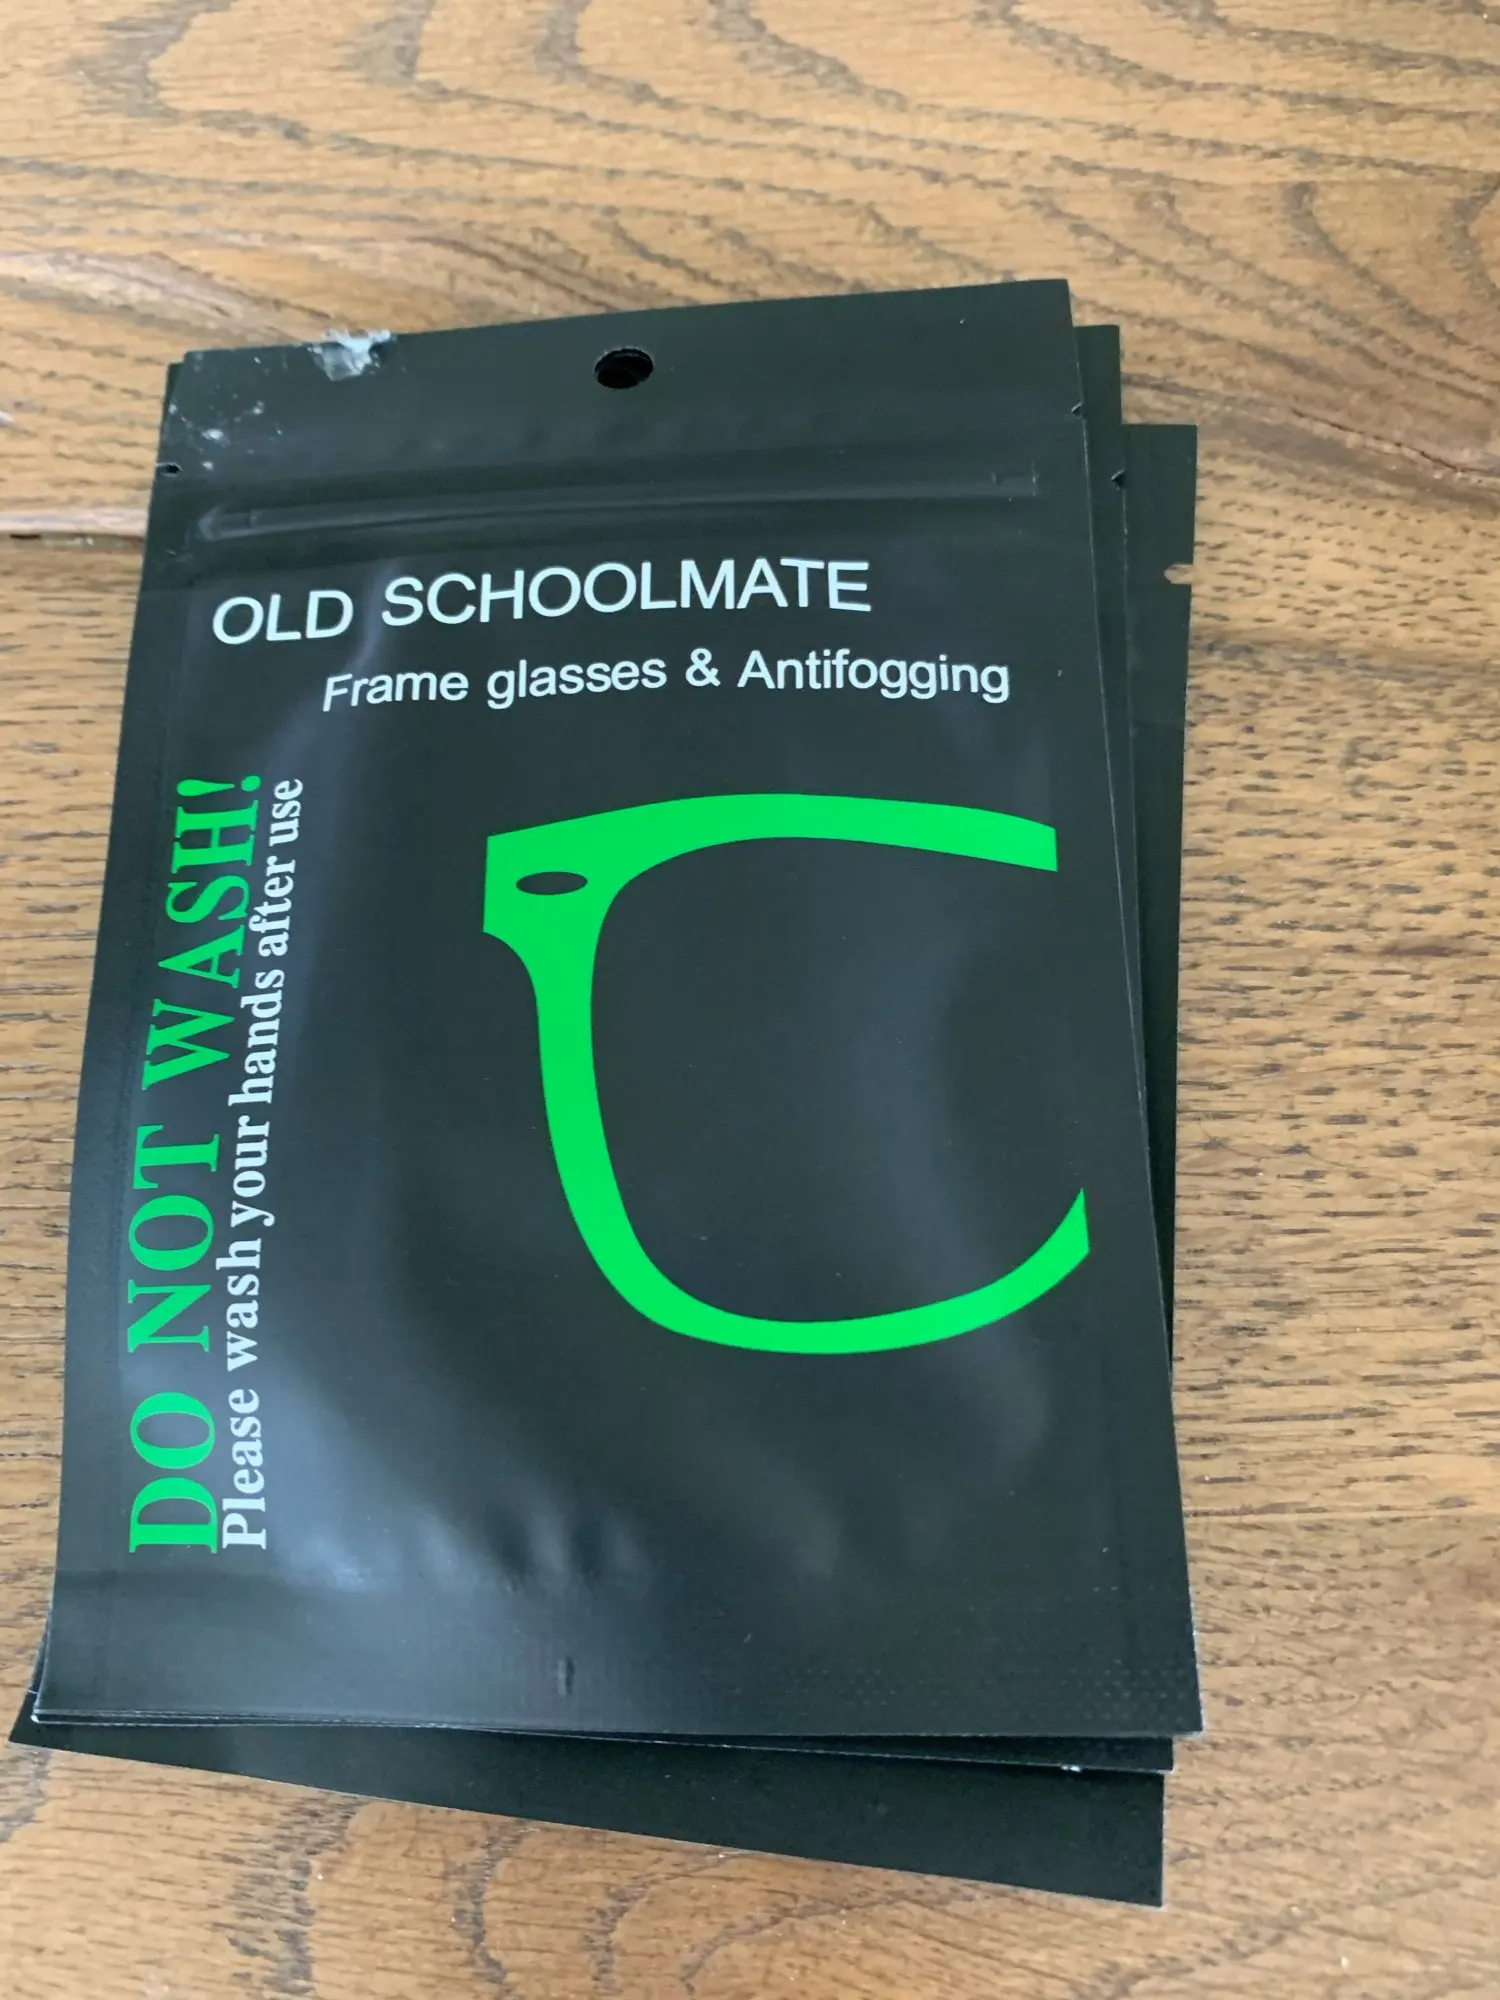 OLD SCHOOLMATE
Frame glasses & Antifogging
DO NOT WASH!
Please wash your hands after use